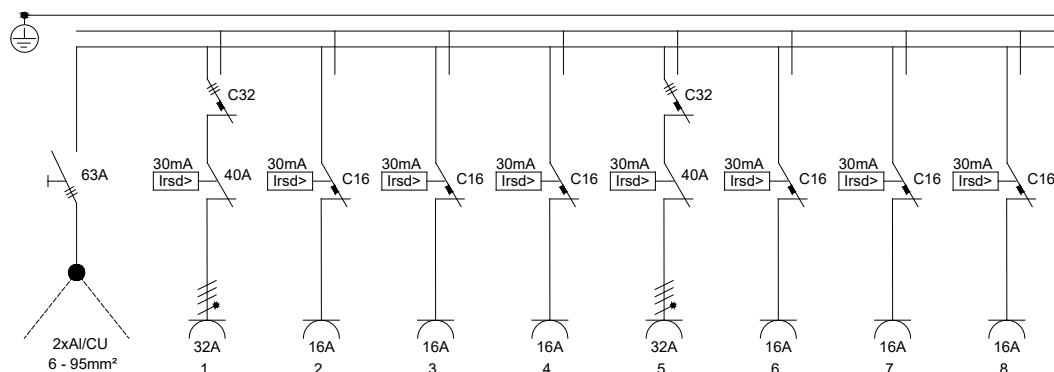 C32 C32
63A 30mA 40A 30mA 30mA 30mA 30mA 40A 30mA 30mA 30mA
Irsd> Irsd> C16 Irsd> C16 Irsd> C16 Irsd> Irsd> C16 Irsd> C16 Irsd> C16
2xAl/CU 32A 16A 16A 16A 32A 16A 16A 16A
6 - 95mm² 1 2 3 4 5 6 7 8